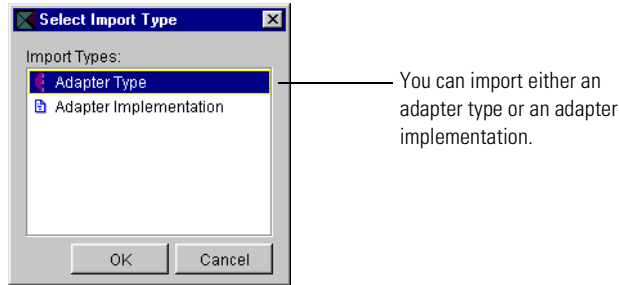 Select Import Type
Import Types:
Adapter Type
Adapter Implementation
OK
Cancel
You can import either an
adapter type or an adapter
implementation.